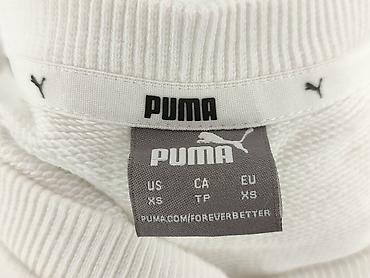 PUMA
PUMA
US CA EU
XS TP XS
PUMA.COM/FOREVERBETTER